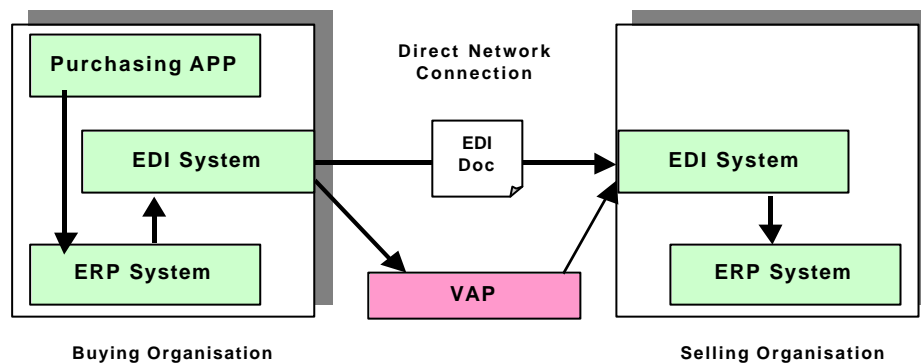 Purchasing APP
Direct Network
Connection
EDI System
EDI
Doc
EDI System
ERP System
VAP
ERP System
Buying Organisation
Selling Organisation